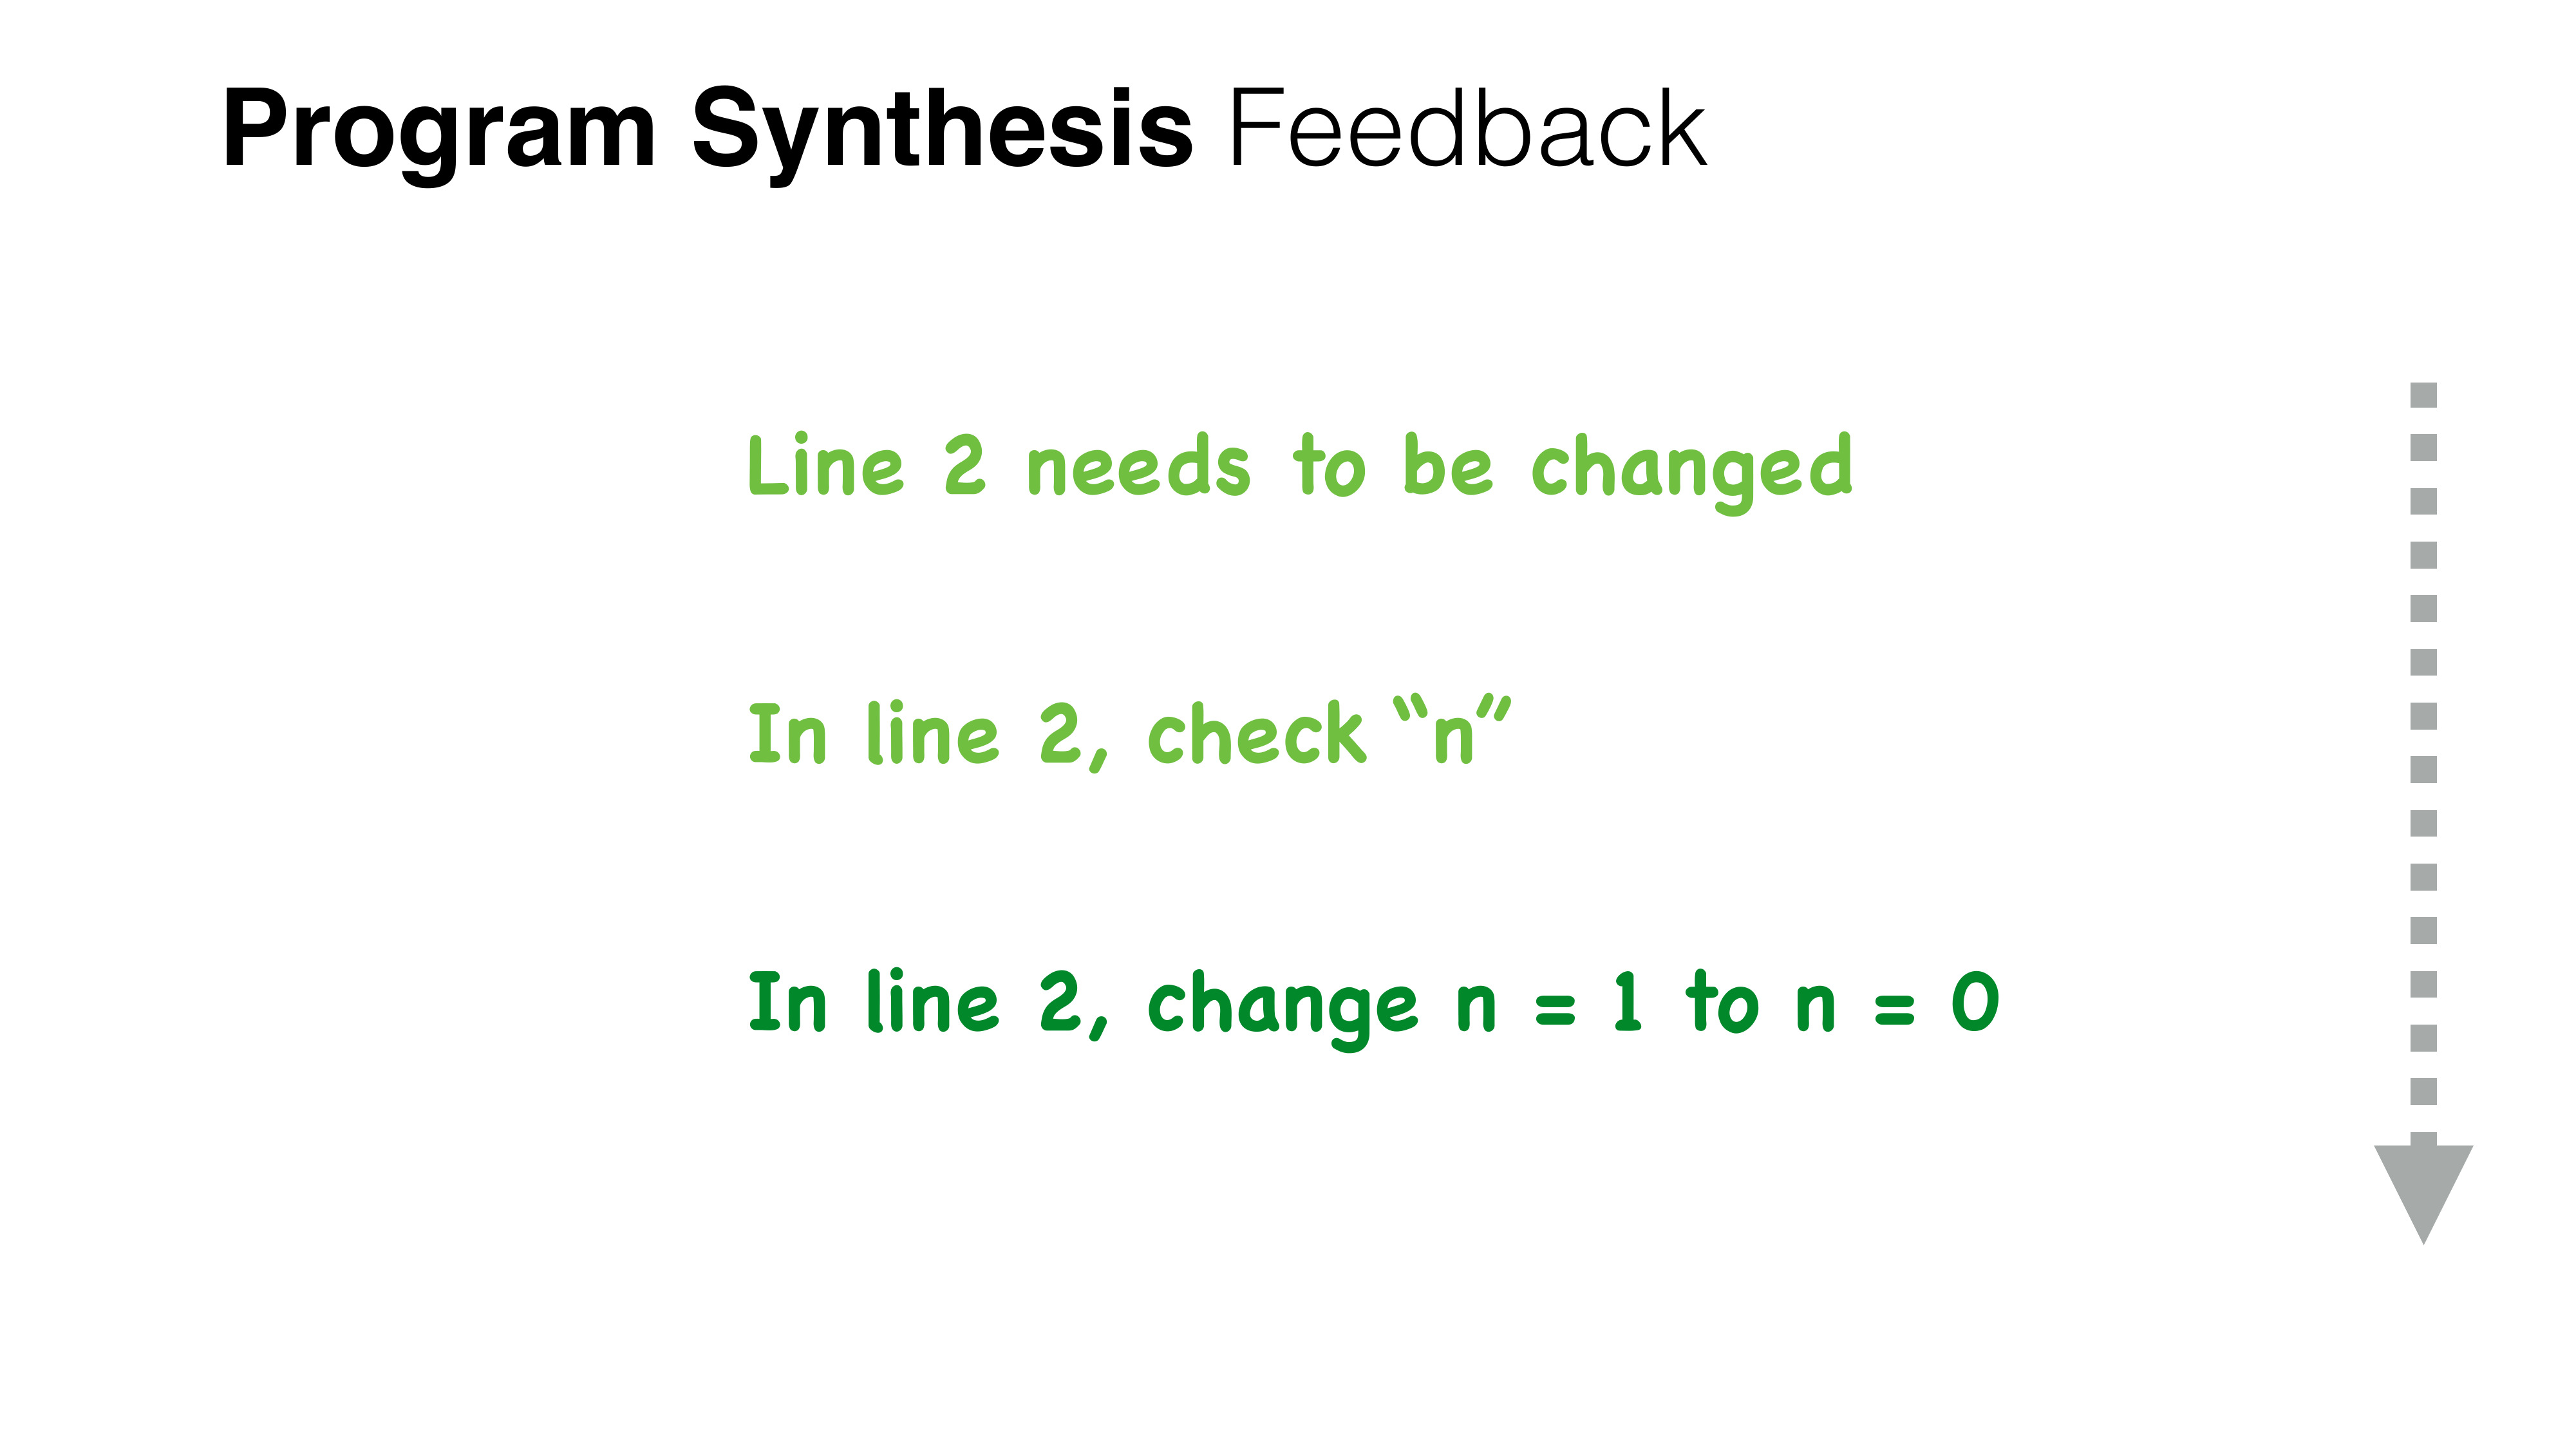 Program Synthesis Feedback
Line 2 needs to be changed
In line 2, check “n”
In line 2, change n = 1 to n = 0